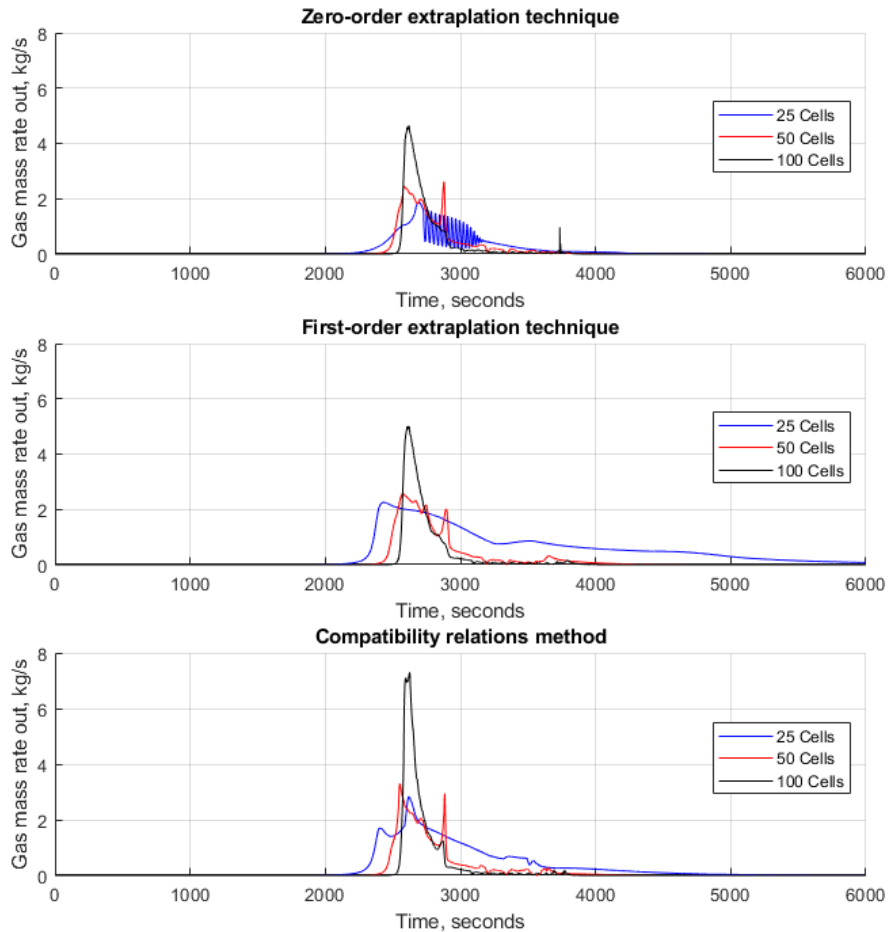 Zero-order extraplation technique
Gas mass rate out, kg/s
8
6
4
2
0
25 Cells
50 Cells
100 Cells
0 1000 2000 3000 4000 5000 6000
Time, seconds
First-order extraplation technique
Gas mass rate out, kg/s
8
6
4
2
0
25 Cells
50 Cells
100 Cells
0 1000 2000 3000 4000 5000 6000
Time, seconds
Compatibility relations method
Gas mass rate out, kg/s
8
6
4
2
0
25 Cells
50 Cells
100 Cells
0 1000 2000 3000 4000 5000 6000
Time, seconds